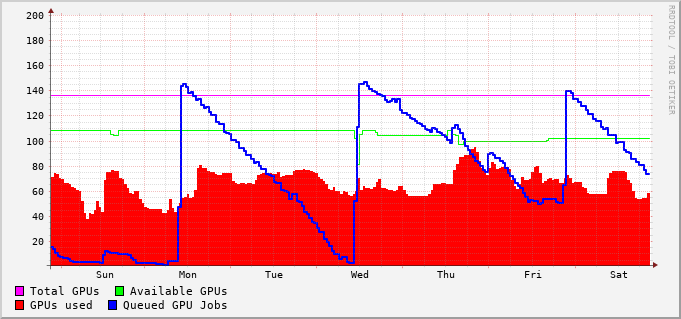 200
180
160
140
120
100
80
60
40
20
Sun Mon Tue Wed Thu Fri Sat
Total GPUs Available GPUs
GPUs used Queued GPU Jobs
RRDTOOL / TOBI OETIKER